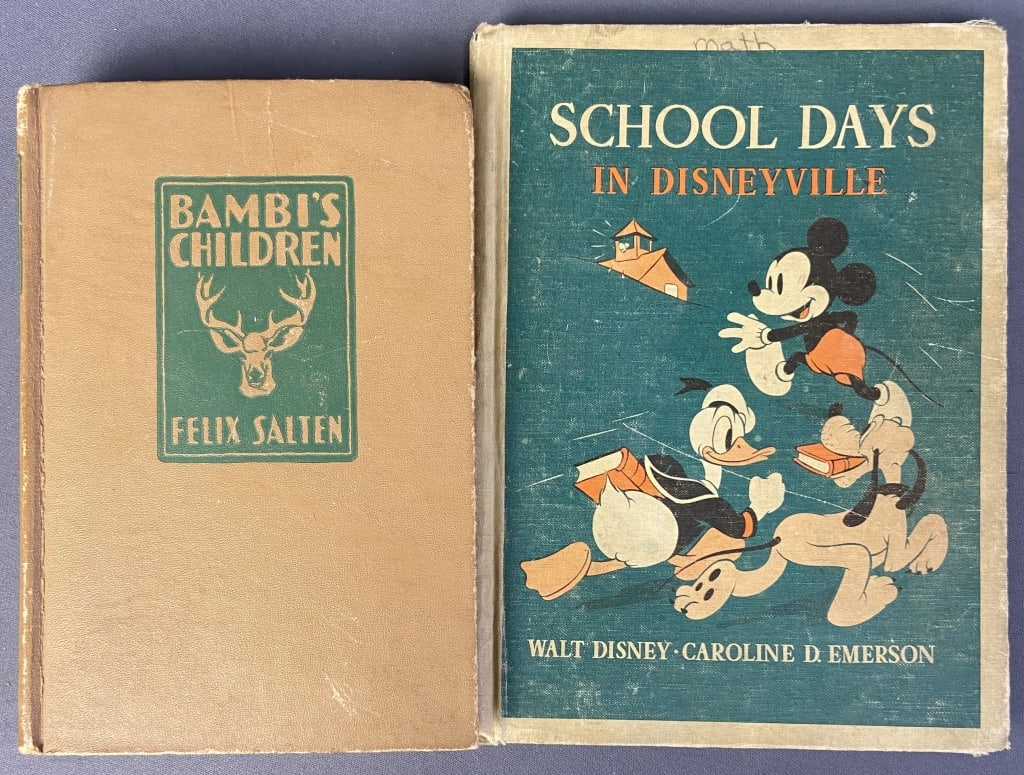 BAMBI'S
CHILDREN
FELIX SALTEN
math
SCHOOL DAYS
IN DISNEYVILLE
WALT DISNEY · CAROLINE D. EMERSON